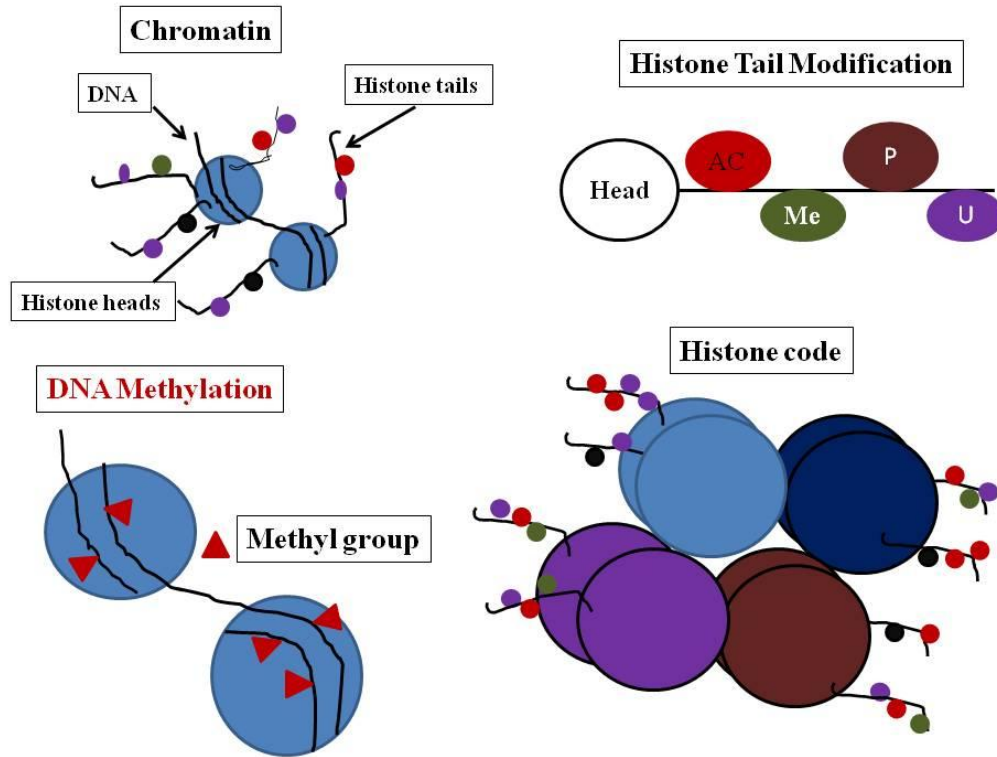 Chromatin
DNA
Histone tails
Histone heads
Histone Tail Modification
Head
AC
Me
P
U
DNA Methylation
Methyl group
Histone code